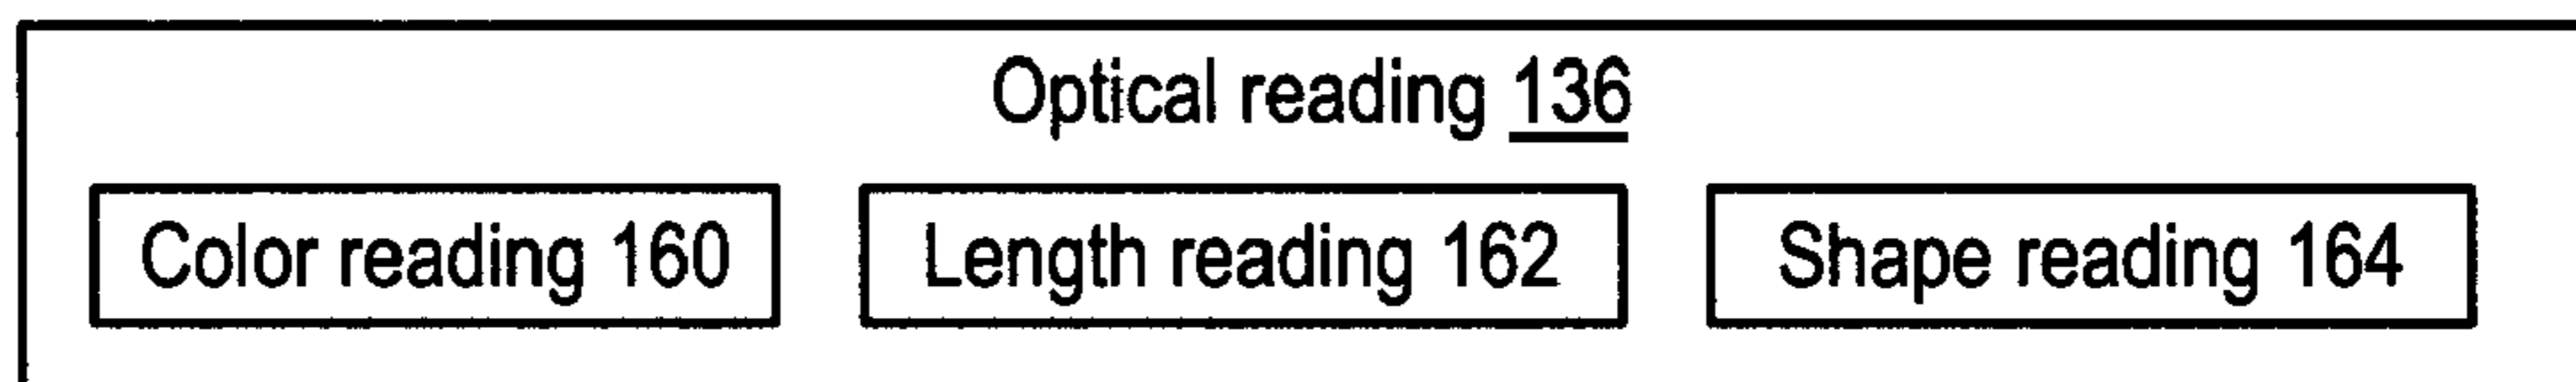 Optical reading 136
Color reading 160
Length reading 162
Shape reading 164